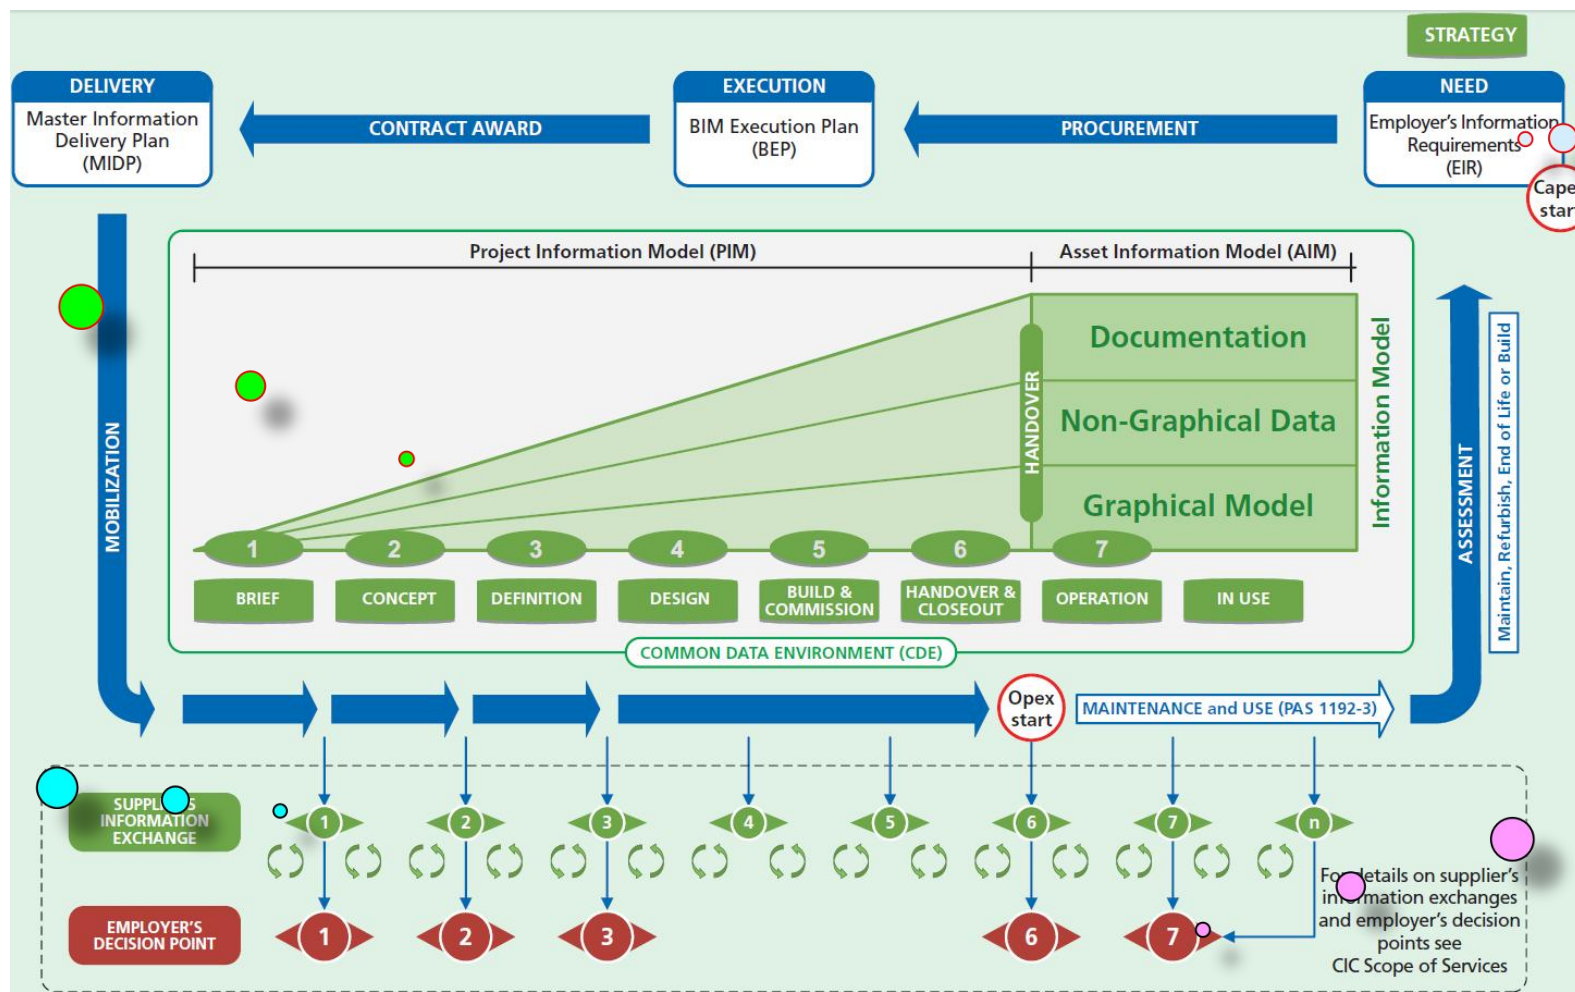 STRATEGY
DELIVERY
Master Information
Delivery Plan
(MIDP)
CONTRACT AWARD
EXECUTION
BIM Execution Plan
(BEP)
PROCUREMENT
NEED
Employer's Information
Requirements
(EIR)
start
Project Information Model (PIM)
Asset Information Model (AIM)
MOBILIZATION
HANDOVER
Documentation
Non-Graphical Data
Graphical Model
Information Model
ASSESSMENT
Maintain, Refurbish, End of Life or Build
1 2 3 4 5 6 7
BRIEF
CONCEPT
DEFINITION
DESIGN
BUILD &
COMMISSION
HANDOVER &
CLOSEOUT
OPERATION
IN USE
COMMON DATA ENVIRONMENT (CDE)
Opex
start
MAINTENANCE and USE (PAS 1192-3)
INFORMATION
EXCHANGE
1 2 3 4 5 6 7 n
EMPLOYER'S
DECISION POINT
1 2 3 6 7
For details on supplier's
information exchanges
and employer's decision
points see
CIC Scope of Services